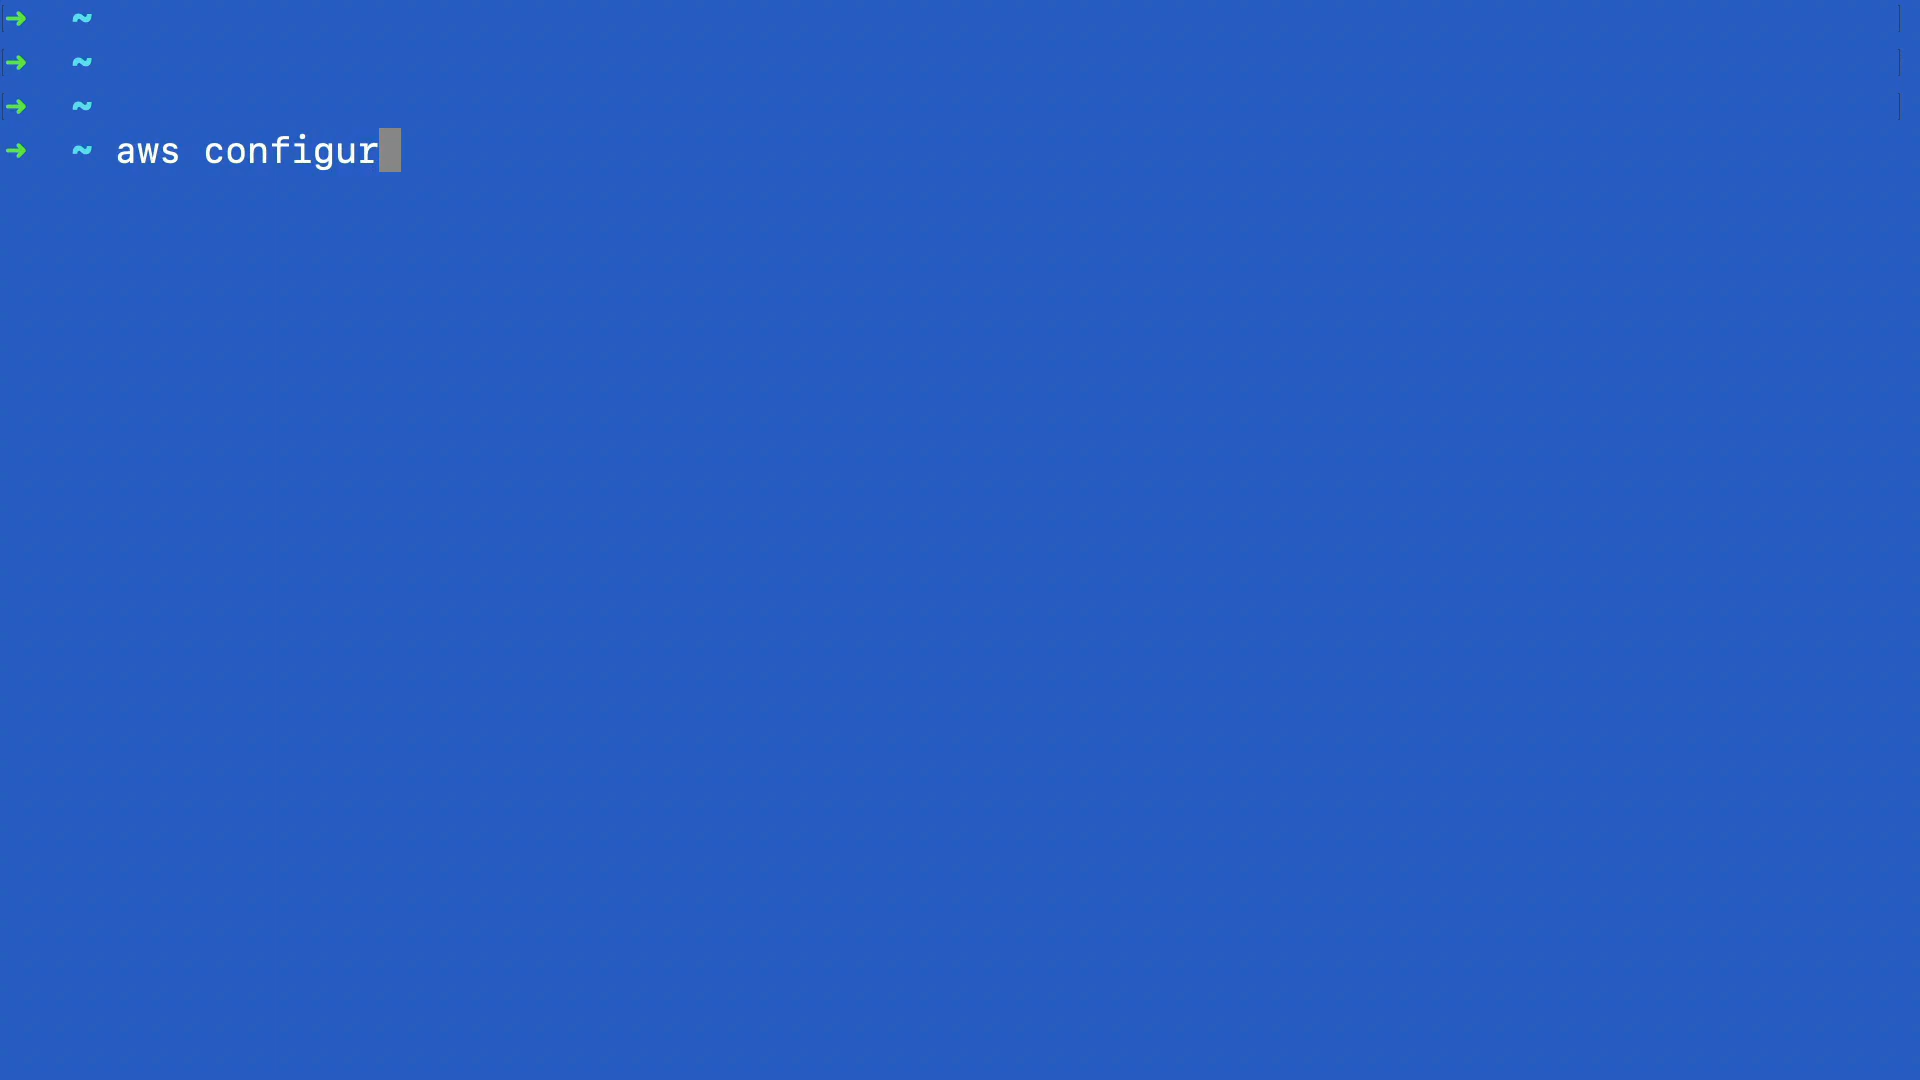 ➜ ~
➜ ~
➜ ~
➜ ~ aws configur